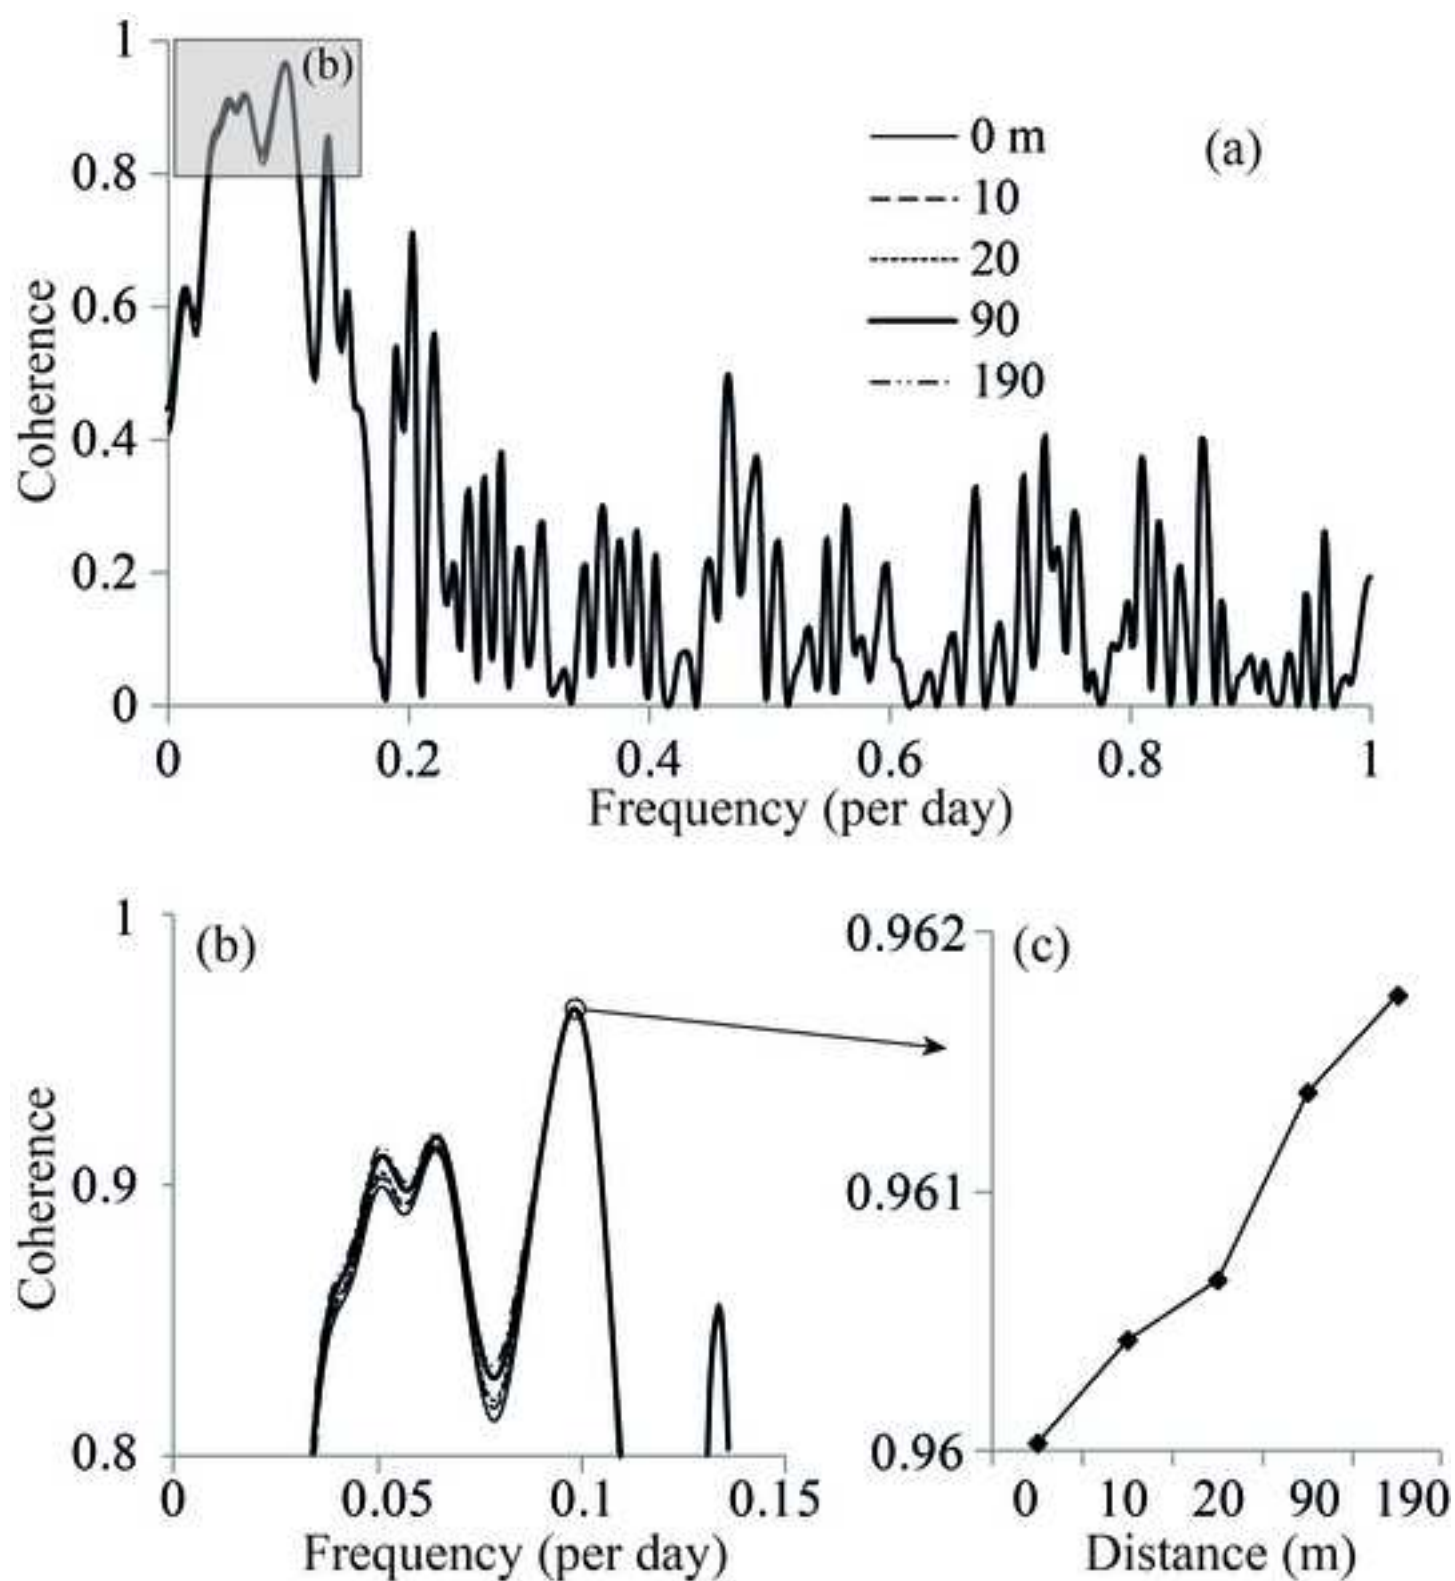 1
(b)
0 m
(a)
0.8
10
20
0.6
90
190
Coherence
0.4
0.2
0
0 0.2 0.4 0.6 0.8 1
Frequency (per day)
1
(b)
0.962
(c)
Coherence
0.9
0.961
0.8
0.96
0 0.05 0.1 0.15
0 10 20 90 190
Frequency (per day)
Distance (m)